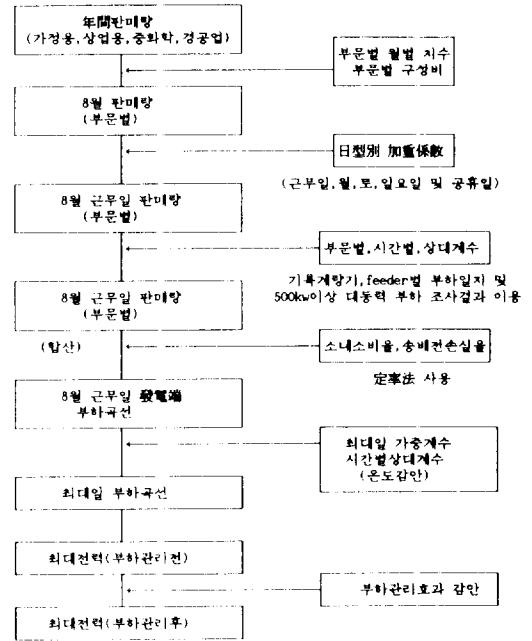 年間판매량
(가정용,상업용,중화학,경공업)
부문별 월별 지수
부문별 구성비
8월 판매량
(부문별)
日型別 加重係數
(근무일,월,토,일요일 및 공휴일)
8월 근무일 판매량
(부문별)
부문별,시간별,상대계수
기록계량기,feeder별 부하일지 및
500kw이상 대동력 부하 조사결과 이용
8월 근무일 판매량
(부문별)
(합산)
소내소비율,송배전손실율
定率法 사용
8월 근무일 發電端
부하곡선
최대일 가중계수
시간별상대계수
(온도감안)
최대일 부하곡선
최대전력(부하관리전)
부하관리효과 감안
최대전력(부하관리후)